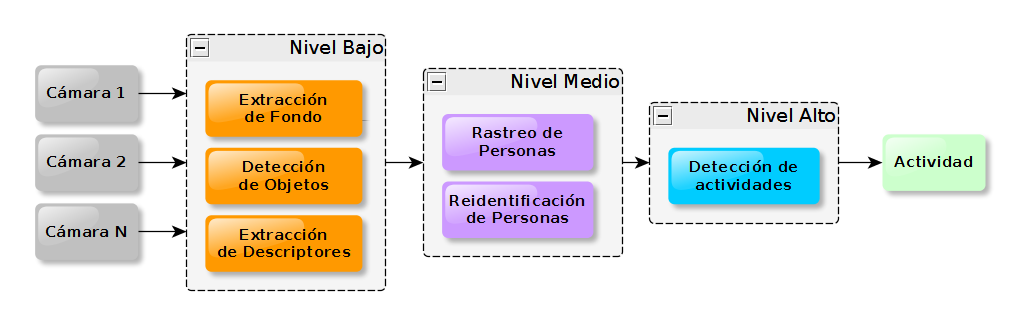 Cámara 1
Cámara 2
Cámara N
Nivel Bajo
Extracción
de Fondo
Detección
de Objetos
Extracción
de Descriptores
Nivel Medio
Rastreo de
Personas
Reidentificación
de Personas
Nivel Alto
Detección de
actividades
Actividad